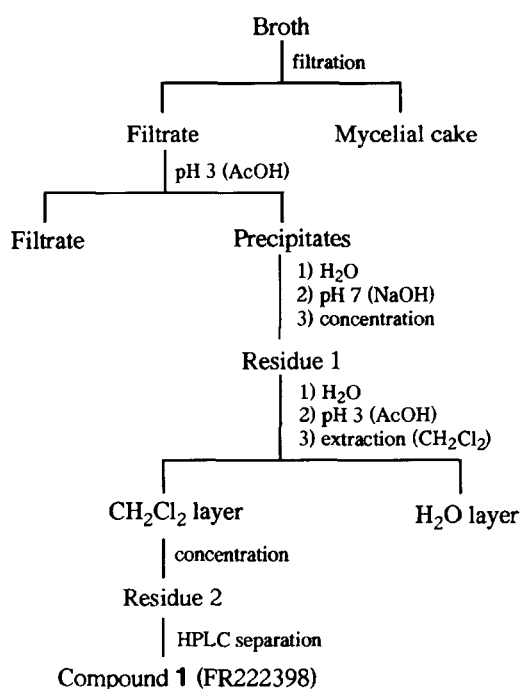 Broth
filtration
Filtrate
Mycelial cake
pH 3 (AcOH)
Filtrate
Precipitates
1) H₂O
2) pH 7 (NaOH)
3) concentration
Residue 1
1) H₂O
2) pH 3 (AcOH)
3) extraction (CH₂Cl₂)
CH₂Cl₂ layer
H₂O layer
concentration
Residue 2
HPLC separation
Compound 1 (FR222398)